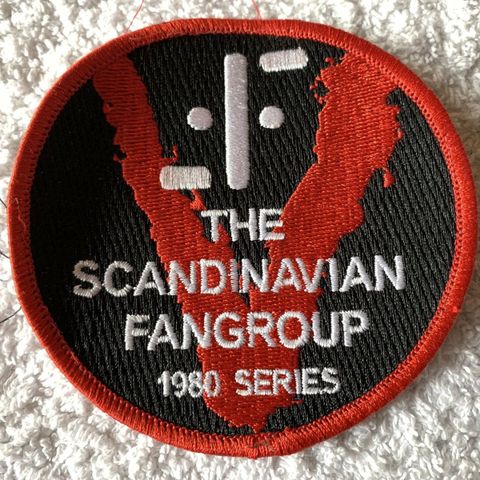 V
THE
SCANDINAVIAN
FANGROUP
1980 SERIES